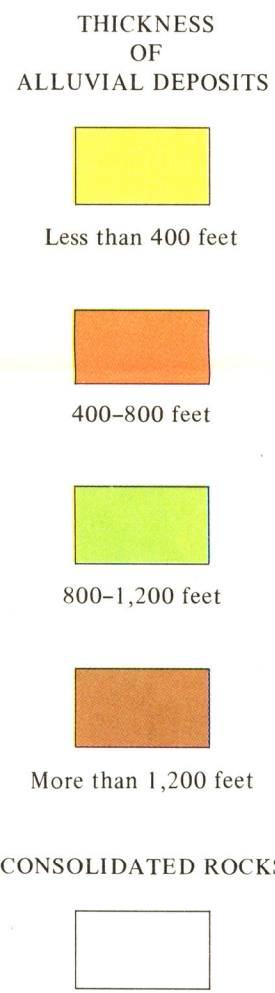 THICKNESS
OF
ALLUVIAL DEPOSITS
Less than 400 feet
400–800 feet
800–1,200 feet
More than 1,200 feet
CONSOLIDATED ROCKS